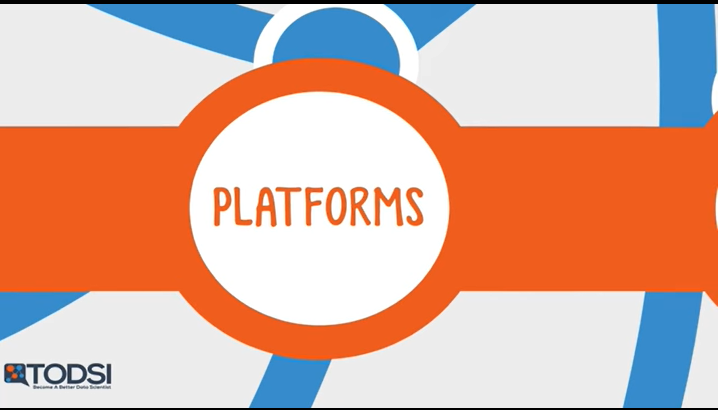 PLATFORMS
TODSI
Become A Better Data Scientist